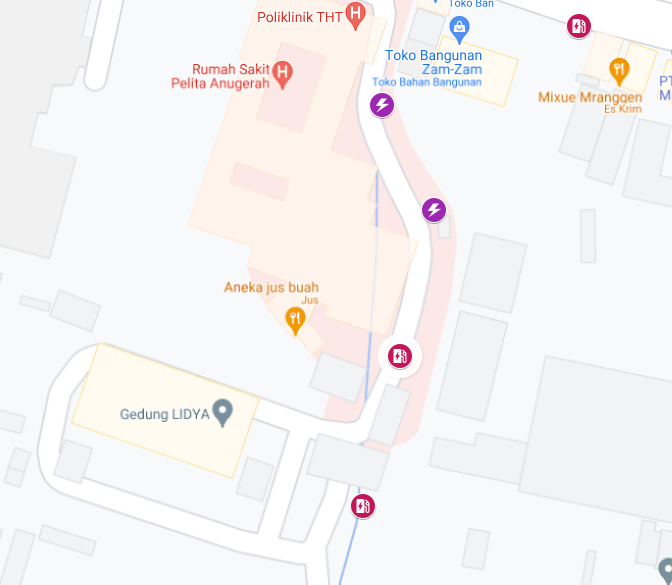 Toko Ban
Poliklinik THT
Toko Bangunan
Zam-Zam
Toko Bahan Bangunan
Rumah Sakit
Pelita Anugerah
Mixue Mranggen
Es Krim
PT
M
Aneka jus buah
Jus
Gedung LIDYA